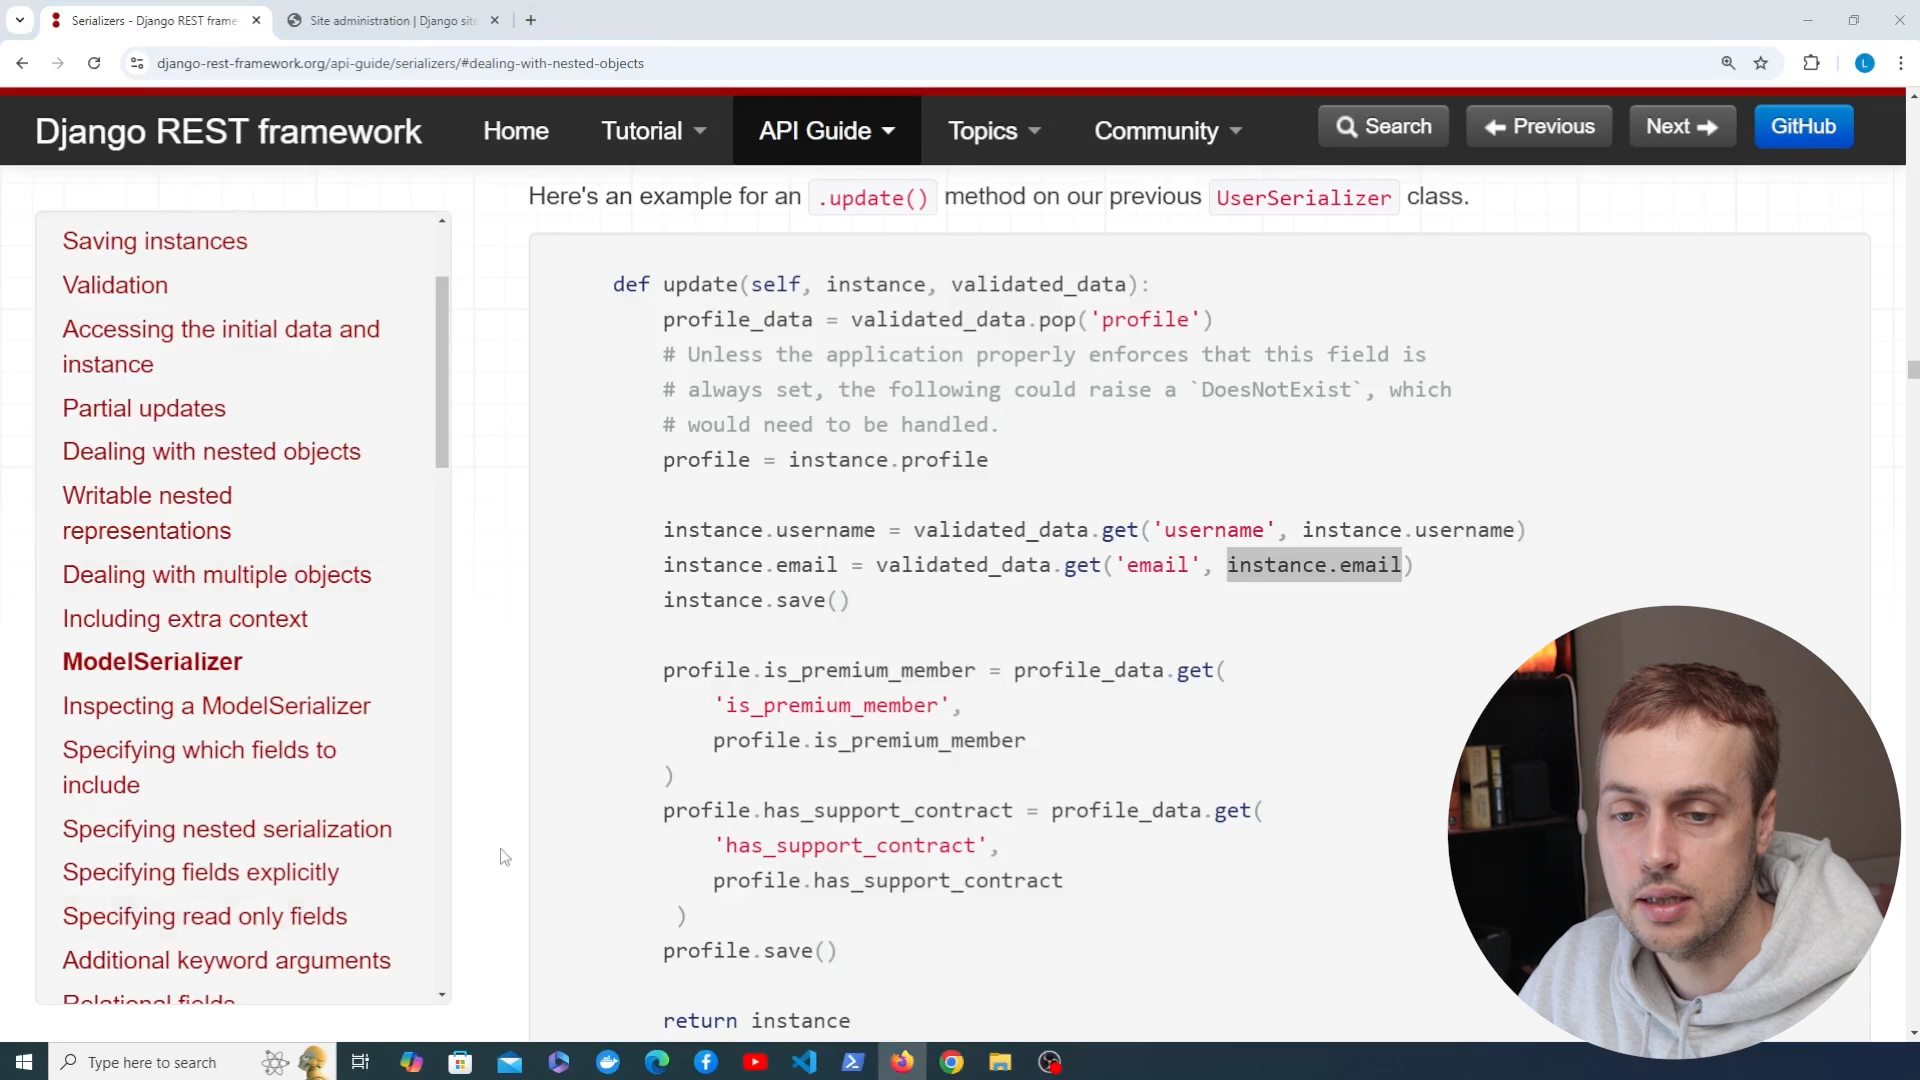 Serializers - Django REST frame
Site administration | Django site
django-rest-framework.org/api-guide/serializers/#dealing-with-nested-objects
L
Django REST framework
Home
Tutorial
API Guide
Topics
Community
Search
Previous
Next
GitHub
Saving instances
Validation
Accessing the initial data and
instance
Partial updates
Dealing with nested objects
Writable nested
representations
Dealing with multiple objects
Including extra context
ModelSerializer
Inspecting a ModelSerializer
Specifying which fields to
include
Specifying nested serialization
Specifying fields explicitly
Specifying read only fields
Additional keyword arguments
Relational fields
Here's an example for an .update() method on our previous UserSerializer class.
def update(self, instance, validated_data):
profile_data = validated_data.pop('profile')
# Unless the application properly enforces that this field is
# always set, the following could raise a `DoesNotExist`, which
# would need to be handled.
profile = instance.profile
instance.username = validated_data.get('username', instance.username)
instance.email = validated_data.get('email', instance.email)
instance.save()
profile.is_premium_member = profile_data.get(
'is_premium_member',
profile.is_premium_member
)
profile.has_support_contract = profile_data.get(
'has_support_contract',
profile.has_support_contract
)
profile.save()
return instance
Type here to search